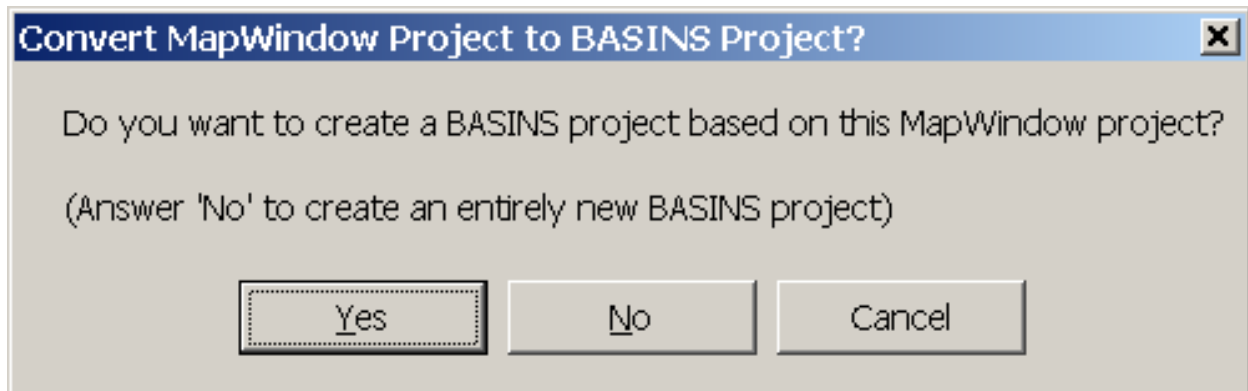 Convert MapWindow Project to BASINS Project?
Do you want to create a BASINS project based on this MapWindow project?
(Answer 'No' to create an entirely new BASINS project)
Yes
No
Cancel